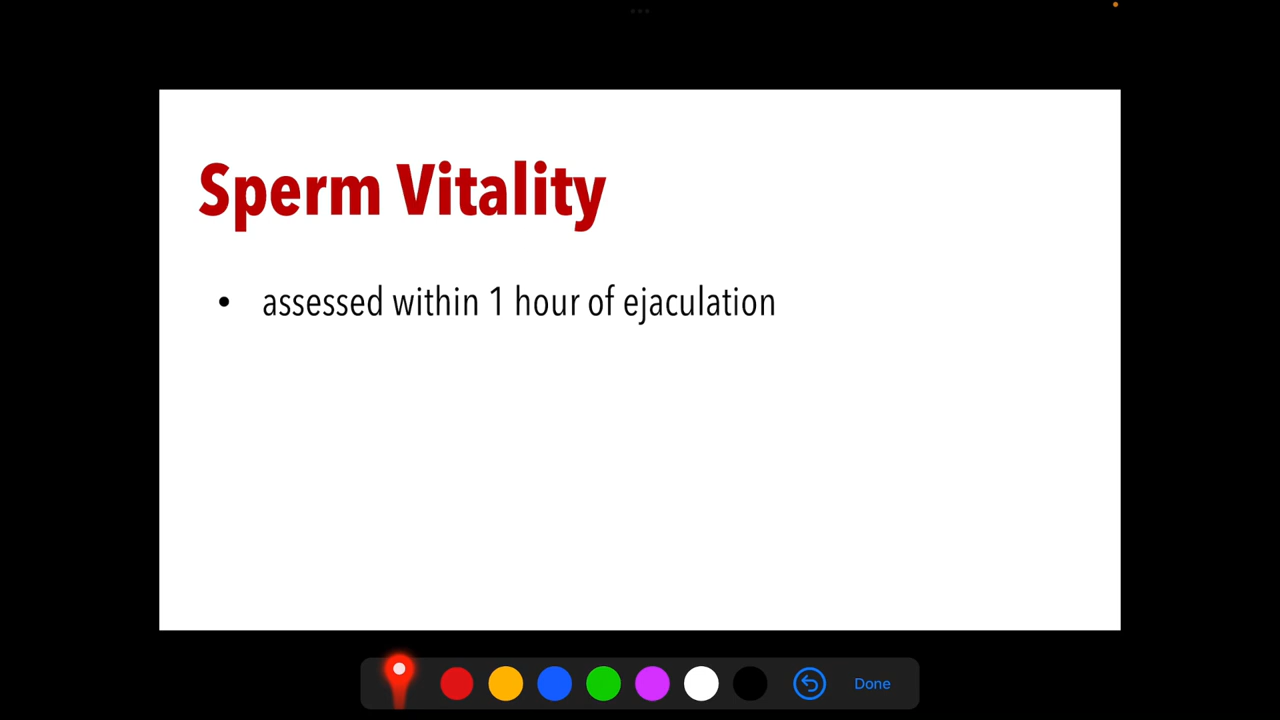 Sperm Vitality
• assessed within 1 hour of ejaculation
Done